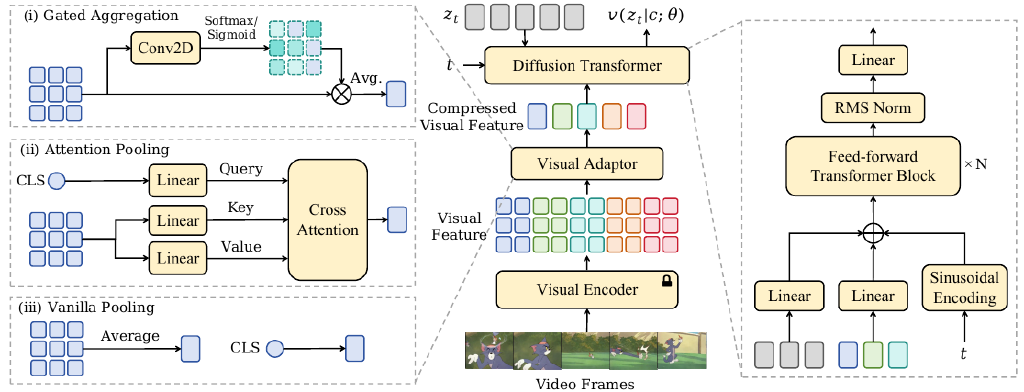 (i) Gated Aggregation
Conv2D
Softmax/
Sigmoid
Avg.
(ii) Attention Pooling
CLS
Linear
Query
Linear
Key
Linear
Value
Cross
Attention
(iii) Vanilla Pooling
Average
CLS
z_t
v(z_t|c; θ)
t
Diffusion Transformer
Compressed
Visual Feature
Visual Adaptor
Visual
Feature
Visual Encoder
Video Frames
Linear
RMS Norm
Feed-forward
Transformer Block
× N
Linear
Linear
Sinusoidal
Encoding
t